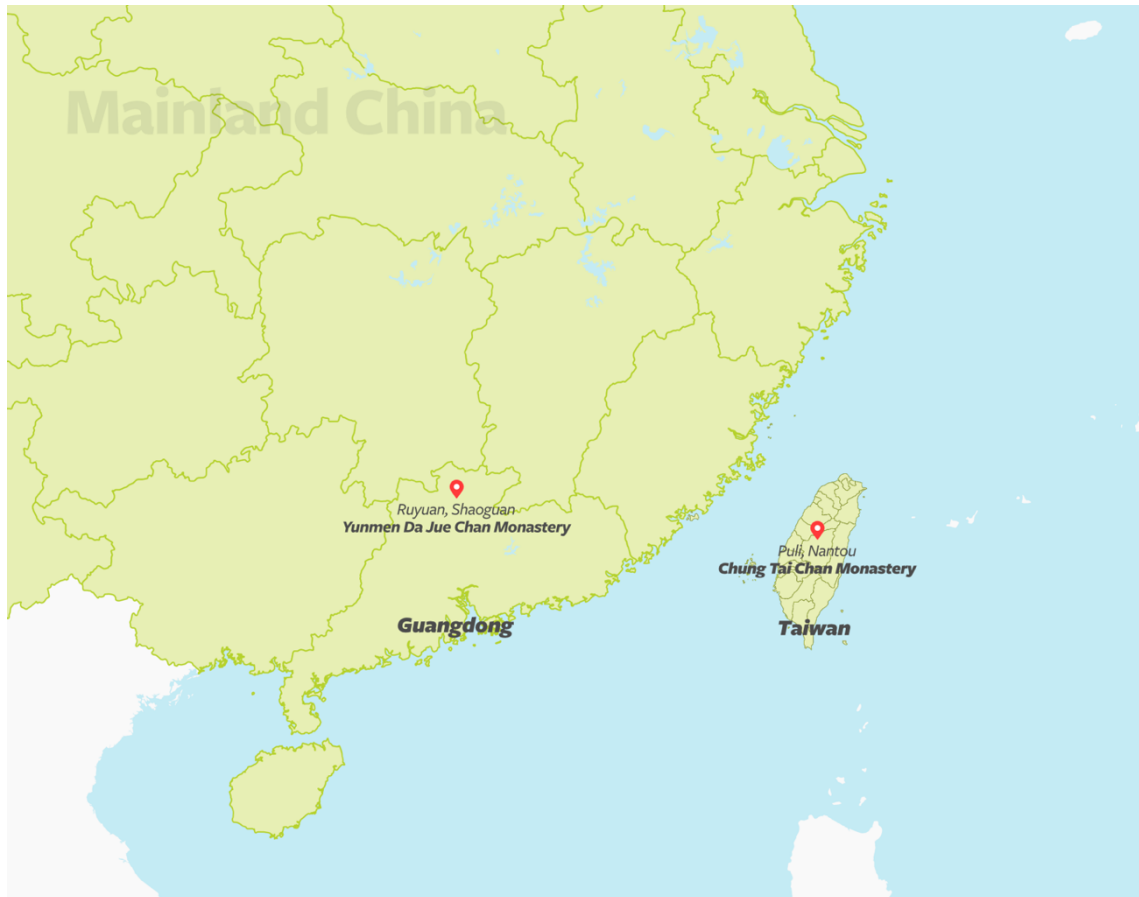 Mainland China
Ruyuan, Shaoguan
Yunmen Da Jue Chan Monastery
Puli, Nantou
Chung Tai Chan Monastery
Guangdong
Taiwan